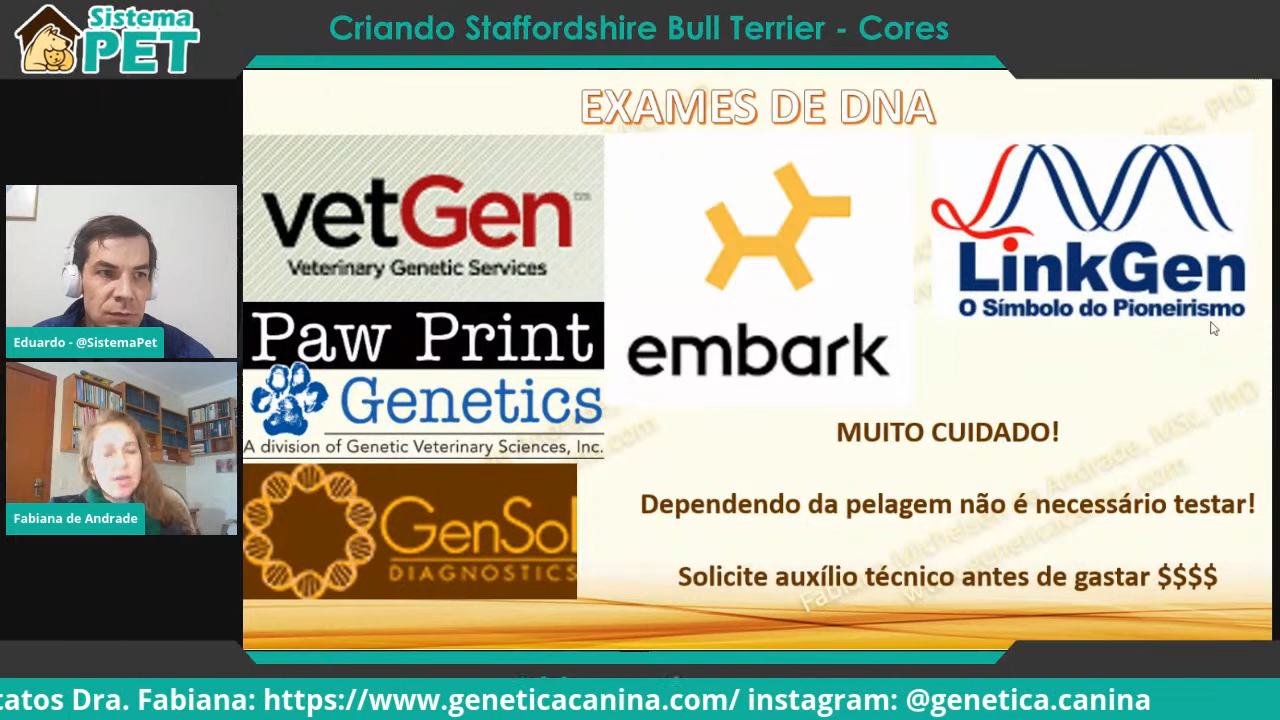 Sistema
PET
Criando Staffordshire Bull Terrier - Cores
EXAMES DE DNA
vetGen
Veterinary Genetic Services
Paw Print
Genetics
A division of Genetic Veterinary Sciences, Inc.
GenSol
DIAGNOSTICS
embark
LinkGen
O Símbolo do Pioneirismo
MUITO CUIDADO!
Dependendo da pelagem não é necessário testar!
Solicite auxílio técnico antes de gastar $$$$
Eduardo - @SistemaPet
Fabiana de Andrade
tatos Dra. Fabiana: https://www.geneticacanina.com/ instagram: @genetica.canina